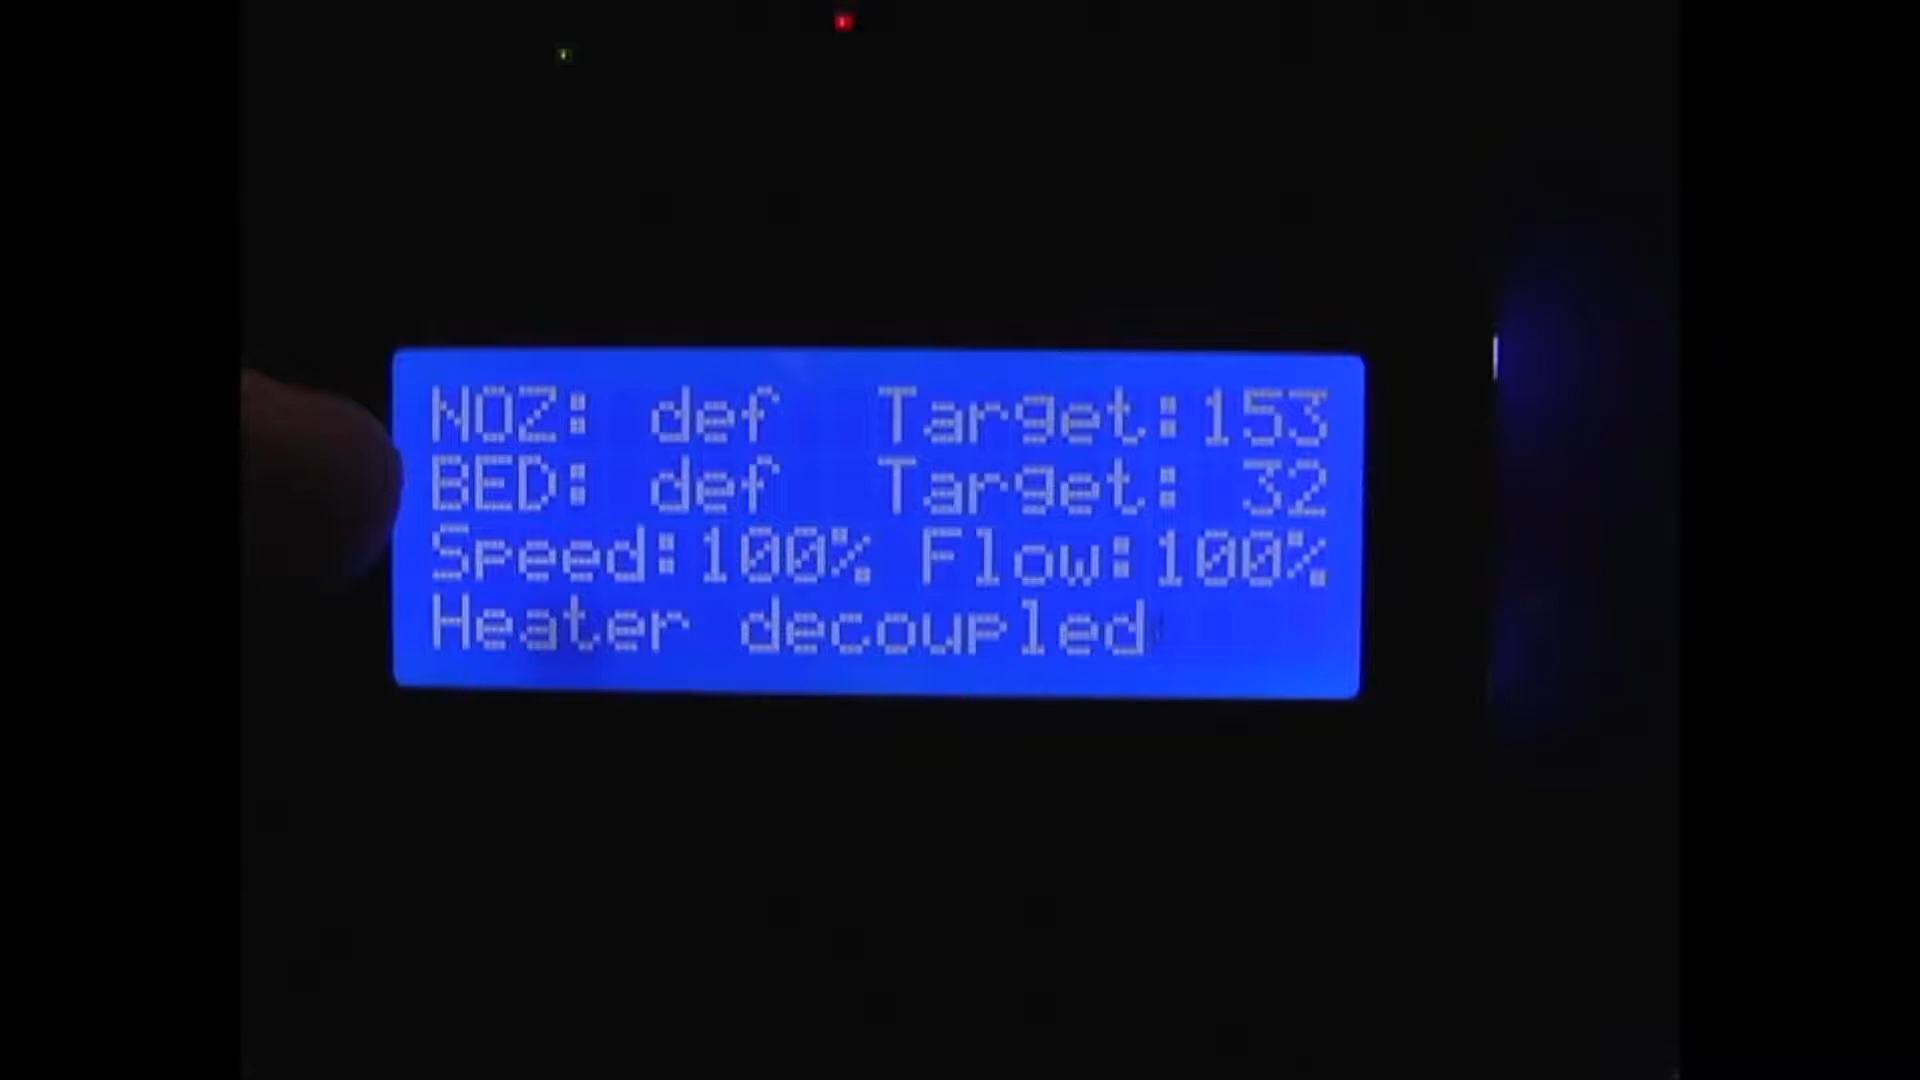 NOZ: def Target:153
BED: def Target: 32
Speed:100% Flow:100%
Heater decoupled